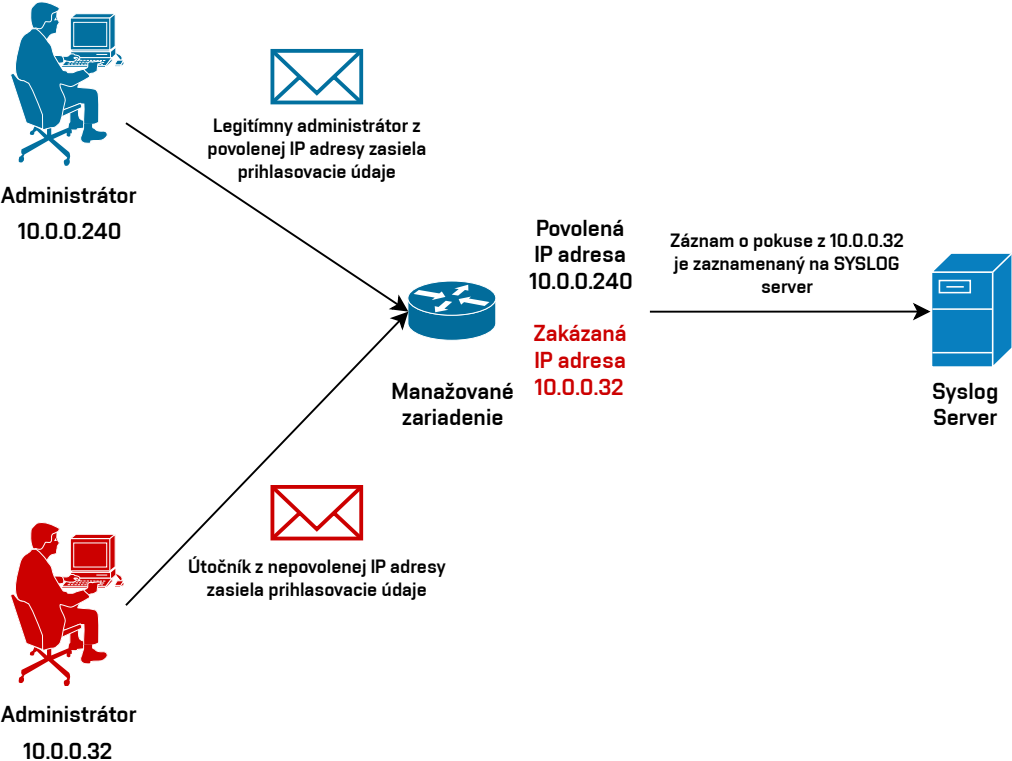 Legitímny administrátor z
povolenej IP adresy zasiela
prihlasovacie údaje
Administrátor
10.0.0.240
Povolená
IP adresa
10.0.0.240
Zakázaná
IP adresa
10.0.0.32
Záznam o pokuse z 10.0.0.32
je zaznamenaný na SYSLOG
server
Manažované
zariadenie
Syslog
Server
Útočník z nepovolenej IP adresy
zasiela prihlasovacie údaje
Administrátor
10.0.0.32